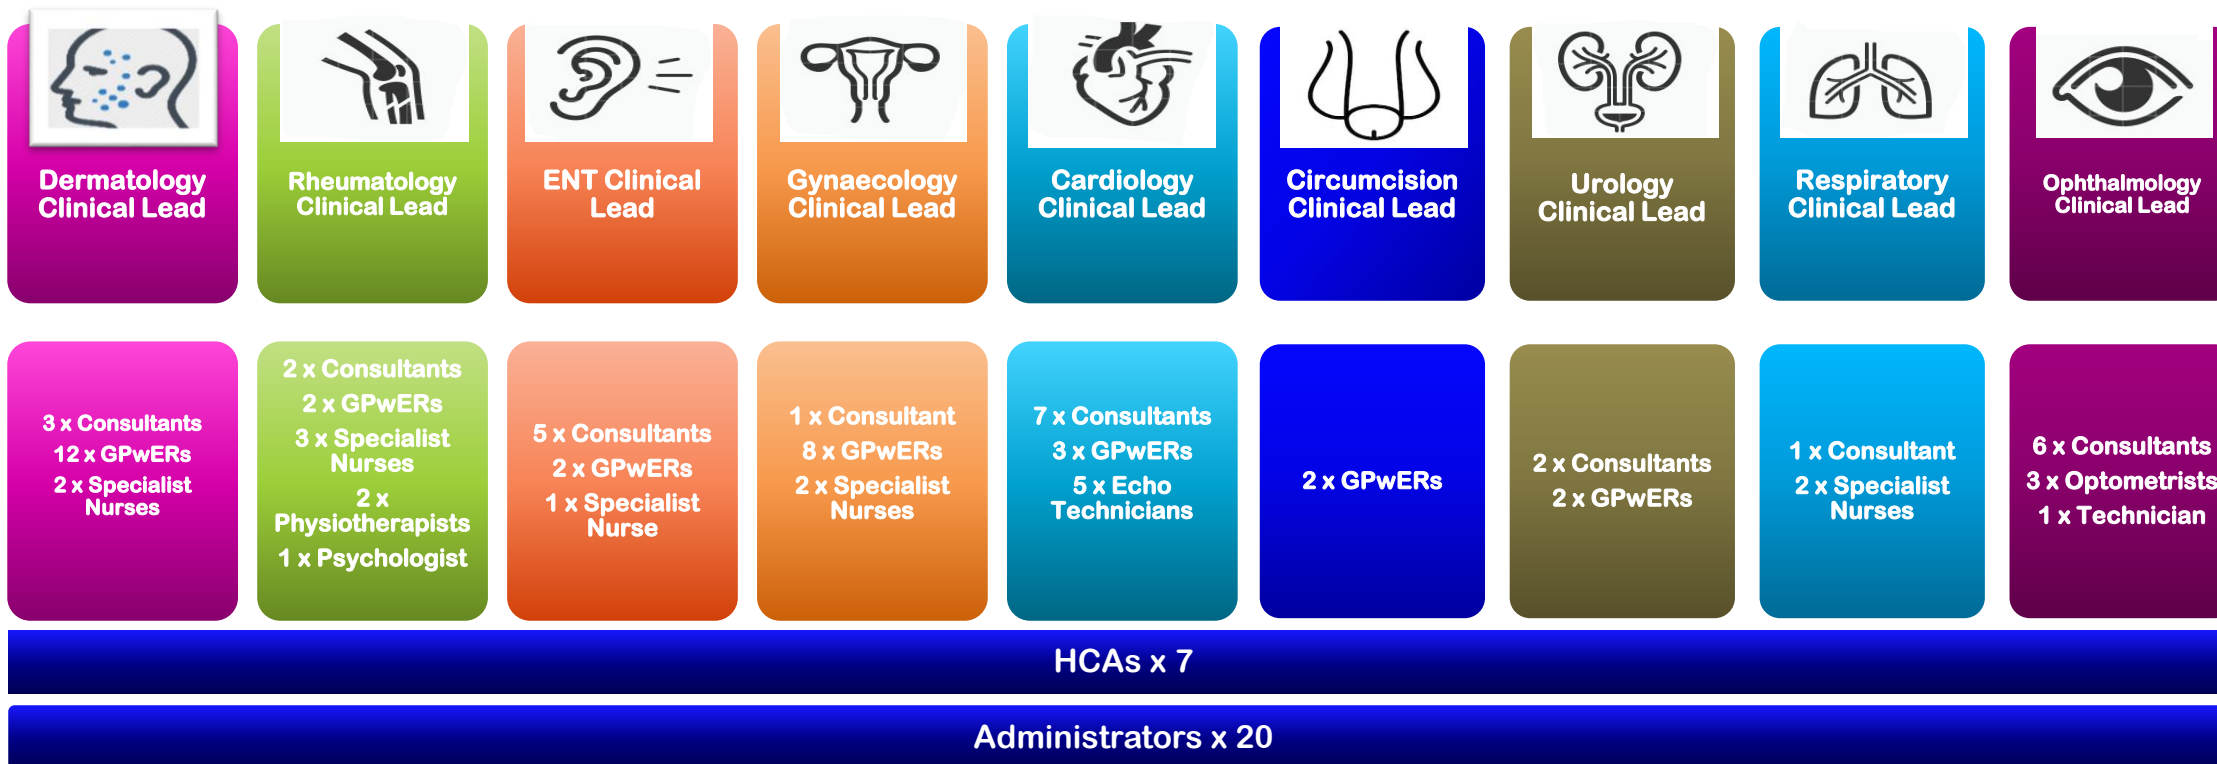 Dermatology
Clinical Lead
Rheumatology
Clinical Lead
ENT Clinical
Lead
Gynaecology
Clinical Lead
Cardiology
Clinical Lead
Circumcision
Clinical Lead
Urology
Clinical Lead
Respiratory
Clinical Lead
Ophthalmology
Clinical Lead
3 x Consultants
12 x GPwERs
2 x Specialist
Nurses
2 x Consultants
2 x GPwERs
3 x Specialist
Nurses
2 x
Physiotherapists
1 x Psychologist
5 x Consultants
2 x GPwERs
1 x Specialist
Nurse
1 x Consultant
8 x GPwERs
2 x Specialist
Nurses
7 x Consultants
3 x GPwERs
5 x Echo
Technicians
2 x GPwERs
2 x Consultants
2 x GPwERs
1 x Consultant
2 x Specialist
Nurses
6 x Consultants
3 x Optometrists
1 x Technician
HCAs x 7
Administrators x 20